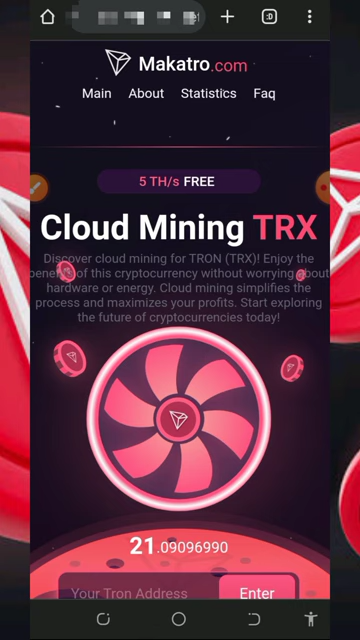 Makatro.com
Main About Statistics Faq
5 TH/s FREE
Cloud Mining TRX
Discover cloud mining for TRON (TRX)! Enjoy the
benefits of this cryptocurrency without worrying about
hardware or energy. Cloud mining simplifies the
process and maximizes your profits. Start exploring
the future of cryptocurrencies today!
21.09096990
Your Tron Address Enter